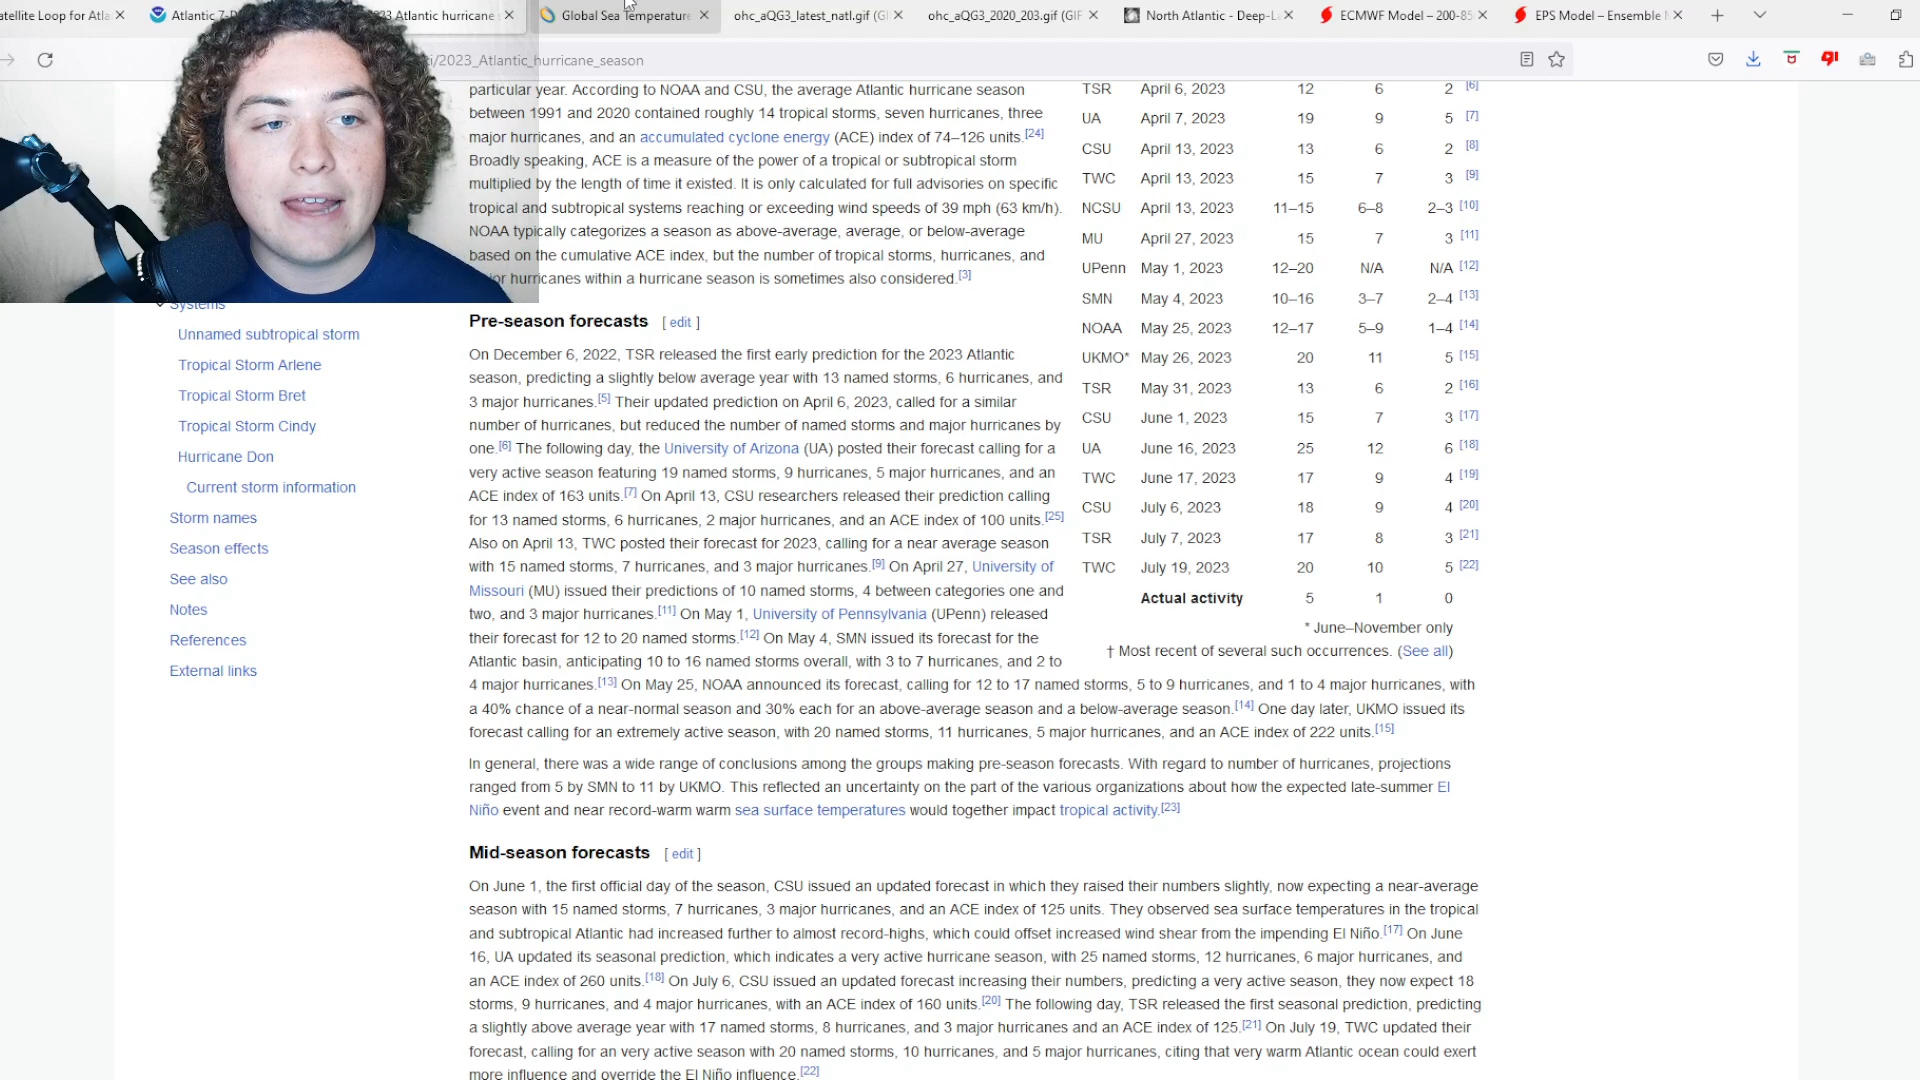 atellite Loop for Atla
Atlantic 7-D
23 Atlantic hurricane
Global Sea Temperature
ohc_aQG3_latest_natl.gif (GI
ohc_aQG3_2020_203.gif (GIF
North Atlantic - Deep-L
ECMWF Model – 200-85
EPS Model – Ensemble
i/2023_Atlantic_hurricane_season
particular year. According to NOAA and CSU, the average Atlantic hurricane season
between 1991 and 2020 contained roughly 14 tropical storms, seven hurricanes, three
major hurricanes, and an accumulated cyclone energy (ACE) index of 74–126 units.[24]
Broadly speaking, ACE is a measure of the power of a tropical or subtropical storm
multiplied by the length of time it existed. It is only calculated for full advisories on specific
tropical and subtropical systems reaching or exceeding wind speeds of 39 mph (63 km/h).
NOAA typically categorizes a season as above-average, average, or below-average
based on the cumulative ACE index, but the number of tropical storms, hurricanes, and
or hurricanes within a hurricane season is sometimes also considered.[3]
TSR April 6, 2023 12 6 2 [6]
UA April 7, 2023 19 9 5 [7]
CSU April 13, 2023 13 6 2 [8]
TWC April 13, 2023 15 7 3 [9]
NCSU April 13, 2023 11–15 6–8 2–3 [10]
MU April 27, 2023 15 7 3 [11]
UPenn May 1, 2023 12–20 N/A N/A [12]
SMN May 4, 2023 10–16 3–7 2–4 [13]
NOAA May 25, 2023 12–17 5–9 1–4 [14]
UKMO* May 26, 2023 20 11 5 [15]
TSR May 31, 2023 13 6 2 [16]
CSU June 1, 2023 15 7 3 [17]
UA June 16, 2023 25 12 6 [18]
TWC June 17, 2023 17 9 4 [19]
CSU July 6, 2023 18 9 4 [20]
TSR July 7, 2023 17 8 3 [21]
TWC July 19, 2023 20 10 5 [22]
Actual activity 5 1 0
* June–November only
† Most recent of several such occurrences. (See all)
Systems
Unnamed subtropical storm
Tropical Storm Arlene
Tropical Storm Bret
Tropical Storm Cindy
Hurricane Don
Current storm information
Storm names
Season effects
See also
Notes
References
External links
Pre-season forecasts [ edit ]
On December 6, 2022, TSR released the first early prediction for the 2023 Atlantic
season, predicting a slightly below average year with 13 named storms, 6 hurricanes, and
3 major hurricanes.[5] Their updated prediction on April 6, 2023, called for a similar
number of hurricanes, but reduced the number of named storms and major hurricanes by
one.[6] The following day, the University of Arizona (UA) posted their forecast calling for a
very active season featuring 19 named storms, 9 hurricanes, 5 major hurricanes, and an
ACE index of 163 units.[7] On April 13, CSU researchers released their prediction calling
for 13 named storms, 6 hurricanes, 2 major hurricanes, and an ACE index of 100 units.[25]
Also on April 13, TWC posted their forecast for 2023, calling for a near average season
with 15 named storms, 7 hurricanes, and 3 major hurricanes.[9] On April 27, University of
Missouri (MU) issued their predictions of 10 named storms, 4 between categories one and
two, and 3 major hurricanes.[11] On May 1, University of Pennsylvania (UPenn) released
their forecast for 12 to 20 named storms.[12] On May 4, SMN issued its forecast for the
Atlantic basin, anticipating 10 to 16 named storms overall, with 3 to 7 hurricanes, and 2 to
4 major hurricanes.[13] On May 25, NOAA announced its forecast, calling for 12 to 17 named storms, 5 to 9 hurricanes, and 1 to 4 major hurricanes, with
a 40% chance of a near-normal season and 30% each for an above-average season and a below-average season.[14] One day later, UKMO issued its
forecast calling for an extremely active season, with 20 named storms, 11 hurricanes, 5 major hurricanes, and an ACE index of 222 units.[15]
In general, there was a wide range of conclusions among the groups making pre-season forecasts. With regard to number of hurricanes, projections
ranged from 5 by SMN to 11 by UKMO. This reflected an uncertainty on the part of the various organizations about how the expected late-summer El
Niño event and near record-warm warm sea surface temperatures would together impact tropical activity.[23]
Mid-season forecasts [ edit ]
On June 1, the first official day of the season, CSU issued an updated forecast in which they raised their numbers slightly, now expecting a near-average
season with 15 named storms, 7 hurricanes, 3 major hurricanes, and an ACE index of 125 units. They observed sea surface temperatures in the tropical
and subtropical Atlantic had increased further to almost record-highs, which could offset increased wind shear from the impending El Niño.[17] On June
16, UA updated its seasonal prediction, which indicates a very active hurricane season, with 25 named storms, 12 hurricanes, 6 major hurricanes, and
an ACE index of 260 units.[18] On July 6, CSU issued an updated forecast increasing their numbers, predicting a very active season, they now expect 18
storms, 9 hurricanes, and 4 major hurricanes, with an ACE index of 160 units.[20] The following day, TSR released the first seasonal prediction, predicting
a slightly above average year with 17 named storms, 8 hurricanes, and 3 major hurricanes and an ACE index of 125.[21] On July 19, TWC updated their
forecast, calling for an very active season with 20 named storms, 10 hurricanes, and 5 major hurricanes, citing that very warm Atlantic ocean could exert
more influence and override the El Niño influence.[22]